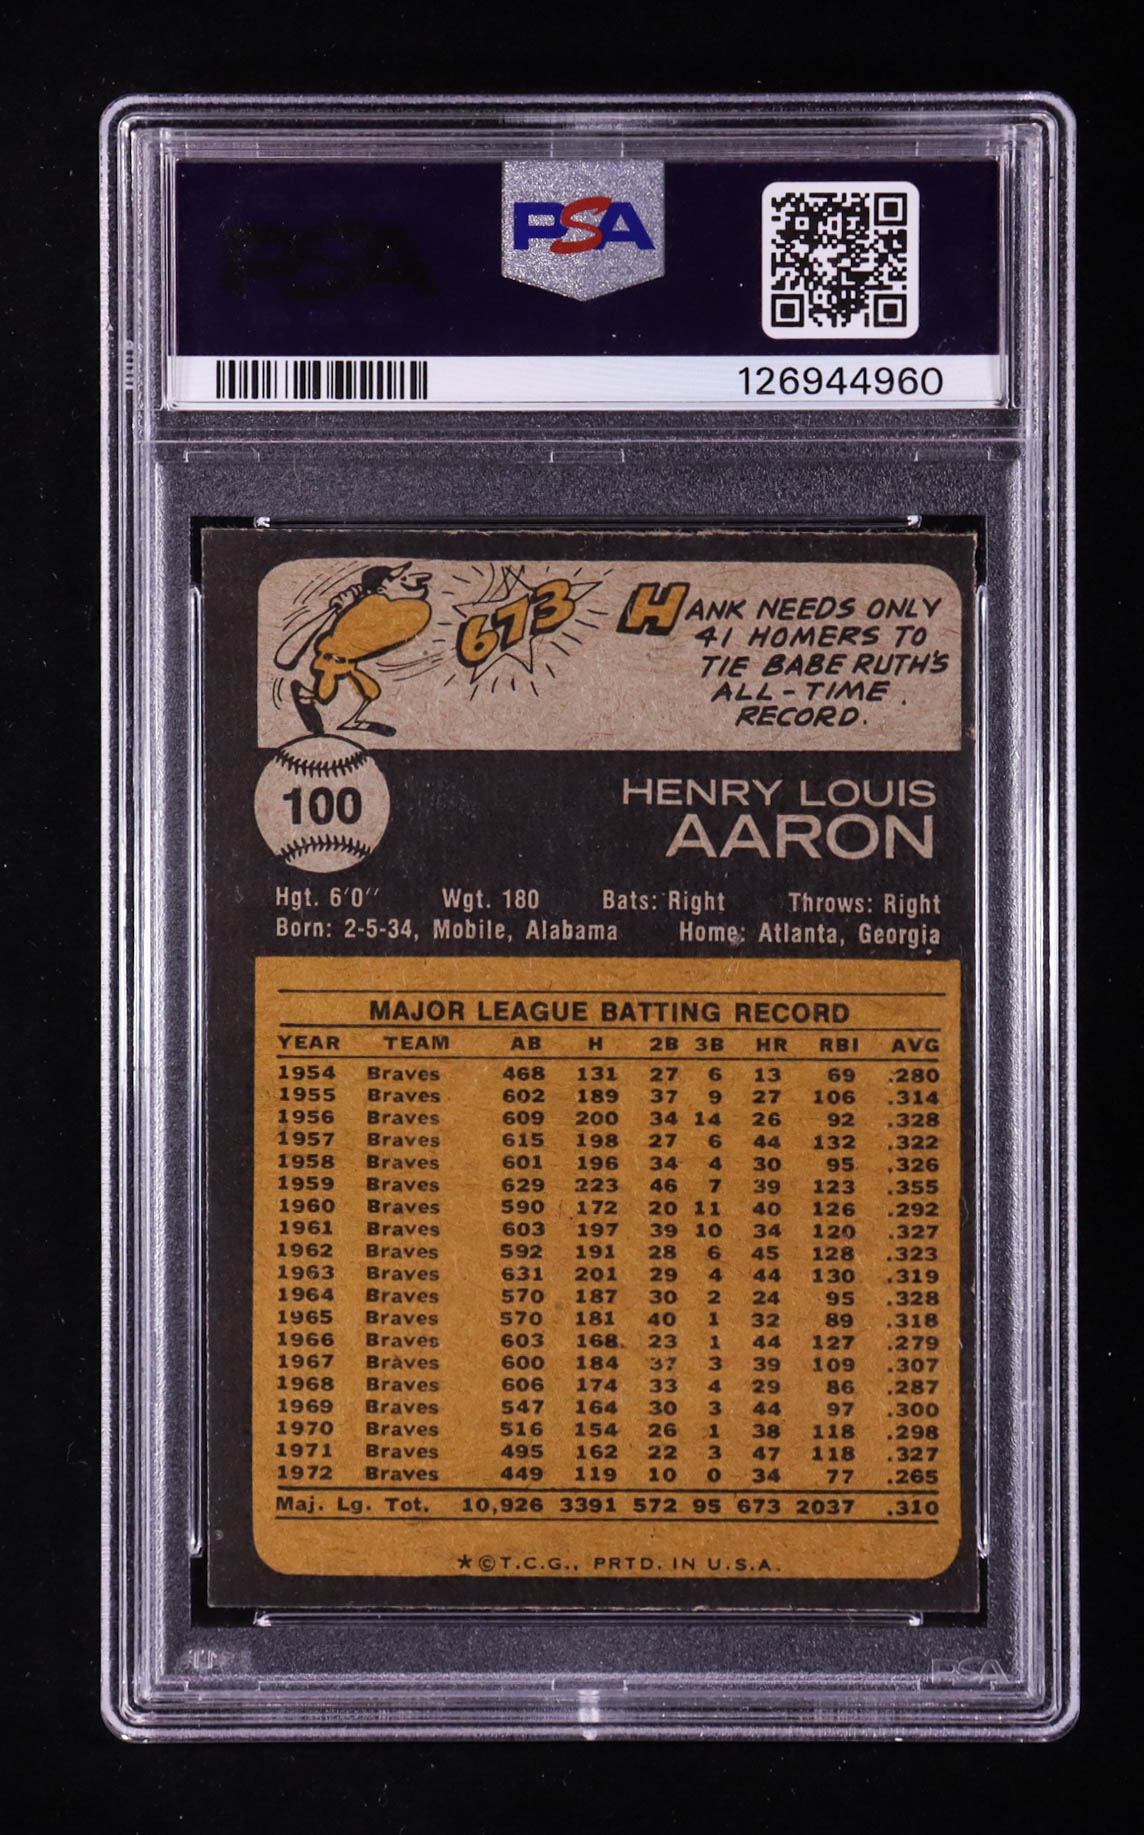 PSA
PSA
126944960
673
HANK NEEDS ONLY
41 HOMERS TO
TIE BABE RUTH'S
ALL-TIME
RECORD.
100
HENRY LOUIS
AARON
Hgt. 6'0" Wgt. 180 Bats: Right Throws: Right
Born: 2-5-34, Mobile, Alabama Home: Atlanta, Georgia
MAJOR LEAGUE BATTING RECORD
YEAR TEAM AB H 2B 3B HR RBI AVG
1954 Braves 468 131 27 6 13 69 .280
1955 Braves 602 189 37 9 27 106 .314
1956 Braves 609 200 34 14 26 92 .328
1957 Braves 615 198 27 6 44 132 .322
1958 Braves 601 196 34 4 30 95 .326
1959 Braves 629 223 46 7 39 123 .355
1960 Braves 590 172 20 11 40 126 .292
1961 Braves 603 197 39 10 34 120 .327
1962 Braves 592 191 28 6 45 128 .323
1963 Braves 631 201 29 4 44 130 .319
1964 Braves 570 187 30 2 24 95 .328
1965 Braves 570 181 40 1 32 89 .318
1966 Braves 603 168 23 1 44 127 .279
1967 Braves 600 184 37 3 39 109 .307
1968 Braves 606 174 33 4 29 86 .287
1969 Braves 547 164 30 3 44 97 .300
1970 Braves 516 154 26 1 38 118 .298
1971 Braves 495 162 22 3 47 118 .327
1972 Braves 449 119 10 0 34 77 .265
Maj. Lg. Tot. 10,926 3391 572 95 673 2037 .310
*©T.C.G., PRTD. IN U.S.A.
PSA